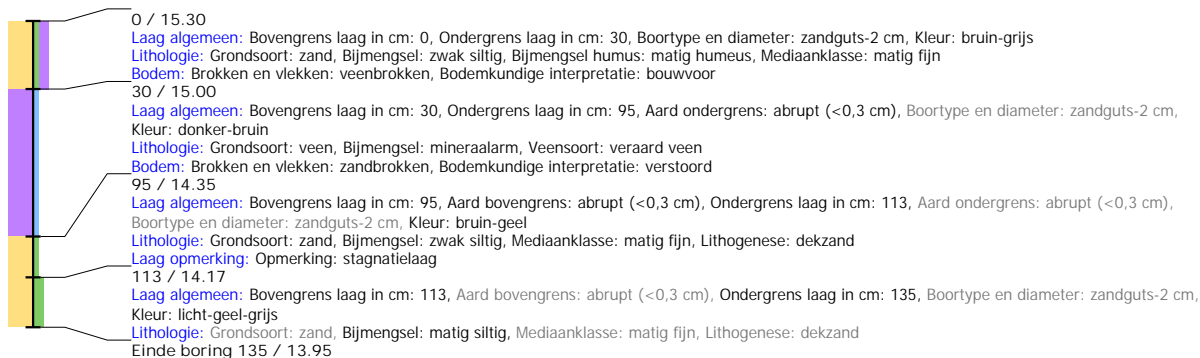 0 / 15.30
Laag algemeen: Bovengrens laag in cm: 0, Ondergrens laag in cm: 30, Boortype en diameter: zandguts-2 cm, Kleur: bruin-grijs
Lithologie: Grondsoort: zand, Bijmengsel: zwak siltig, Bijmengsel humus: matig humeus, Mediaanklasse: matig fijn
Bodem: Brokken en vlekken: veenbrokken, Bodemkundige interpretatie: bouwvoor
30 / 15.00
Laag algemeen: Bovengrens laag in cm: 30, Ondergrens laag in cm: 95, Aard ondergrens: abrupt (<0,3 cm), Boortype en diameter: zandguts-2 cm,
Kleur: donker-bruin
Lithologie: Grondsoort: veen, Bijmengsel: mineraalarm, Veensoort: veraard veen
Bodem: Brokken en vlekken: zandbrokken, Bodemkundige interpretatie: verstoord
95 / 14.35
Laag algemeen: Bovengrens laag in cm: 95, Aard bovengrens: abrupt (<0,3 cm), Ondergrens laag in cm: 113, Aard ondergrens: abrupt (<0,3 cm),
Boortype en diameter: zandguts-2 cm, Kleur: bruin-geel
Lithologie: Grondsoort: zand, Bijmengsel: zwak siltig, Mediaanklasse: matig fijn, Lithogenese: dekzand
Laag opmerking: Opmerking: stagnatielaag
113 / 14.17
Laag algemeen: Bovengrens laag in cm: 113, Aard bovengrens: abrupt (<0,3 cm), Ondergrens laag in cm: 135, Boortype en diameter: zandguts-2 cm,
Kleur: licht-geel-grijs
Lithologie: Grondsoort: zand, Bijmengsel: matig siltig, Mediaanklasse: matig fijn, Lithogenese: dekzand
Einde boring 135 / 13.95